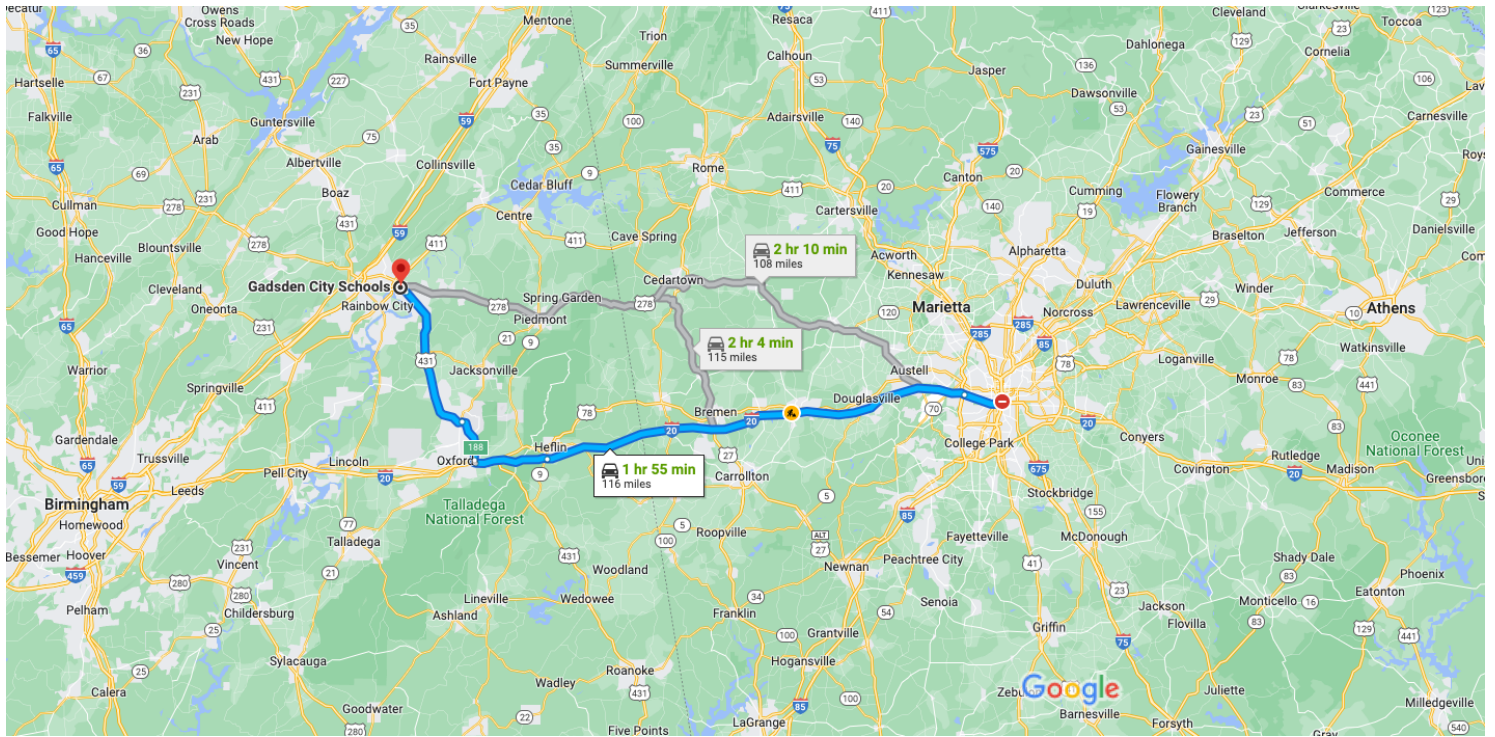 ecatur
Owens
Cross Roads
New Hope
Mentone
Resaca
Cleveland
Clarkesville
Toccoa
Hartselle
Rainsville
Trion
Calhoun
Dahlonega
Cornelia
Fort Payne
Summerville
Jasper
Dawsonville
Falkville
Guntersville
Adairsville
Carnesville
Arab
Gainesville
Albertville
Collinsville
Rome
Canton
Cullman
Boaz
Cedar Bluff
Centre
Cartersville
Cumming
Flowery
Branch
Commerce
Good Hope
Blountsville
Hanceville
Cave Spring
2 hr 10 min
108 miles
Alpharetta
Braselton
Jefferson
Danielsville
Acworth
Kennesaw
Duluth
Cleveland
Gadsden City Schools
Rainbow City
Oneonta
Cedartown
Spring Garden
Piedmont
Marietta
Norcross
Lawrenceville
Winder
Athens
Watkinsville
2 hr 4 min
115 miles
Loganville
Monroe
Warrior
Jacksonville
Austell
Springville
Bremen
Douglasville
Gardendale
Trussville
Heflin
Oxford
College Park
Conyers
Oconee
National Forest
Lincoln
Pell City
Leeds
1 hr 55 min
116 miles
Carrollton
Covington
Rutledge
Madison
Greensboro
Birmingham
Homewood
Talladega
National Forest
Stockbridge
Bessemer
Hoover
Talladega
Roopville
Fayetteville
McDonough
Vincent
Newnan
Peachtree City
Shady Dale
Pelham
Woodland
Phoenix
Childersburg
Lineville
Wedowee
Senoia
Jackson
Monticello
Eatonton
Ashland
Franklin
Flovilla
Griffin
Grantville
Sylacauga
Roanoke
Hogansville
Calera
Wadley
Google
Juliette
Barnesville
Goodwater
Milledgeville
Five Points
LaGrange
Forsyth
Gray